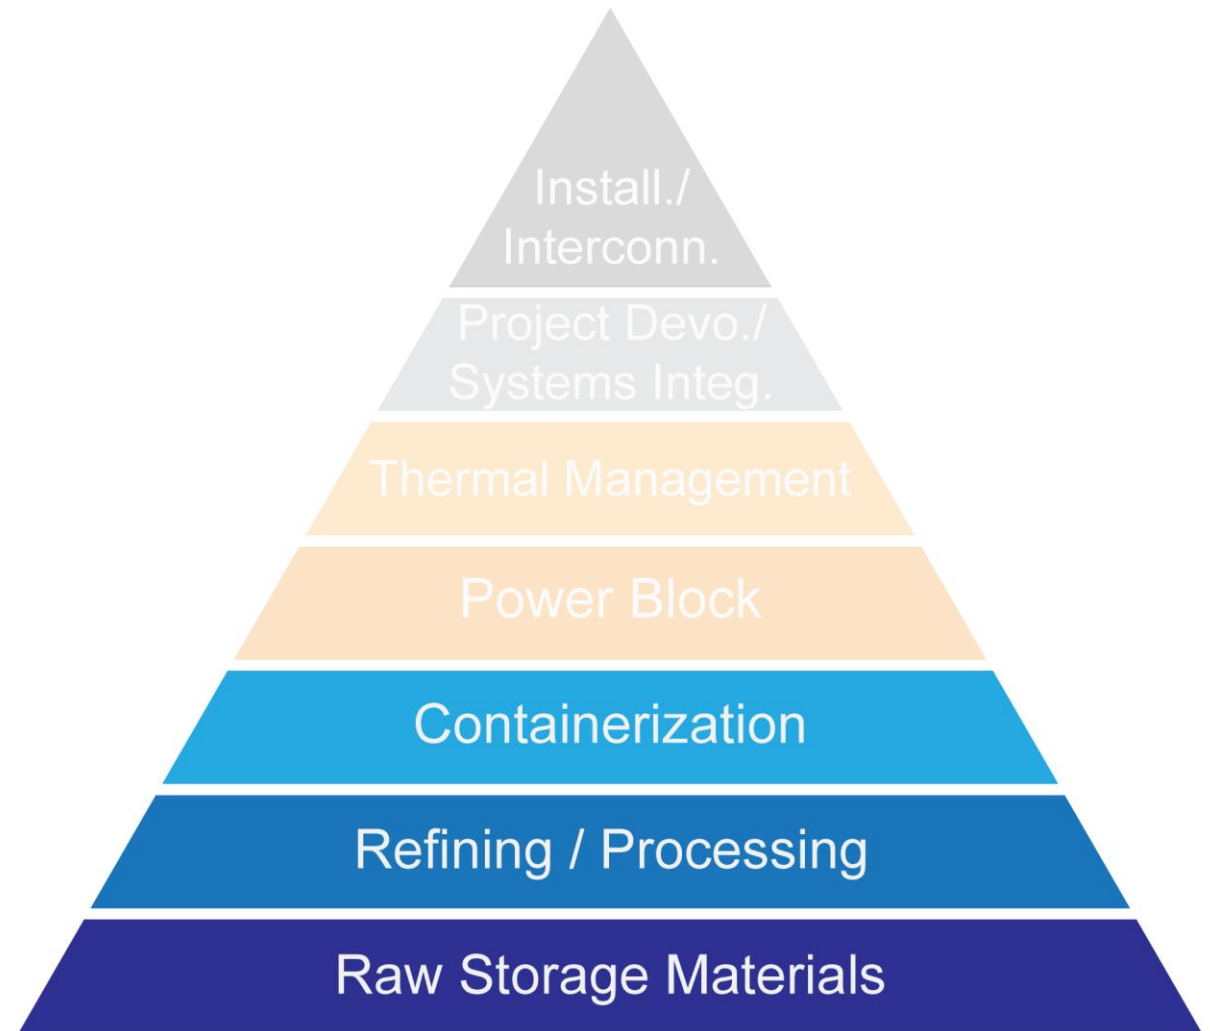 Install./
Interconn.
Project Devo./
Systems Integ.
Thermal Management
Power Block
Containerization
Refining / Processing
Raw Storage Materials